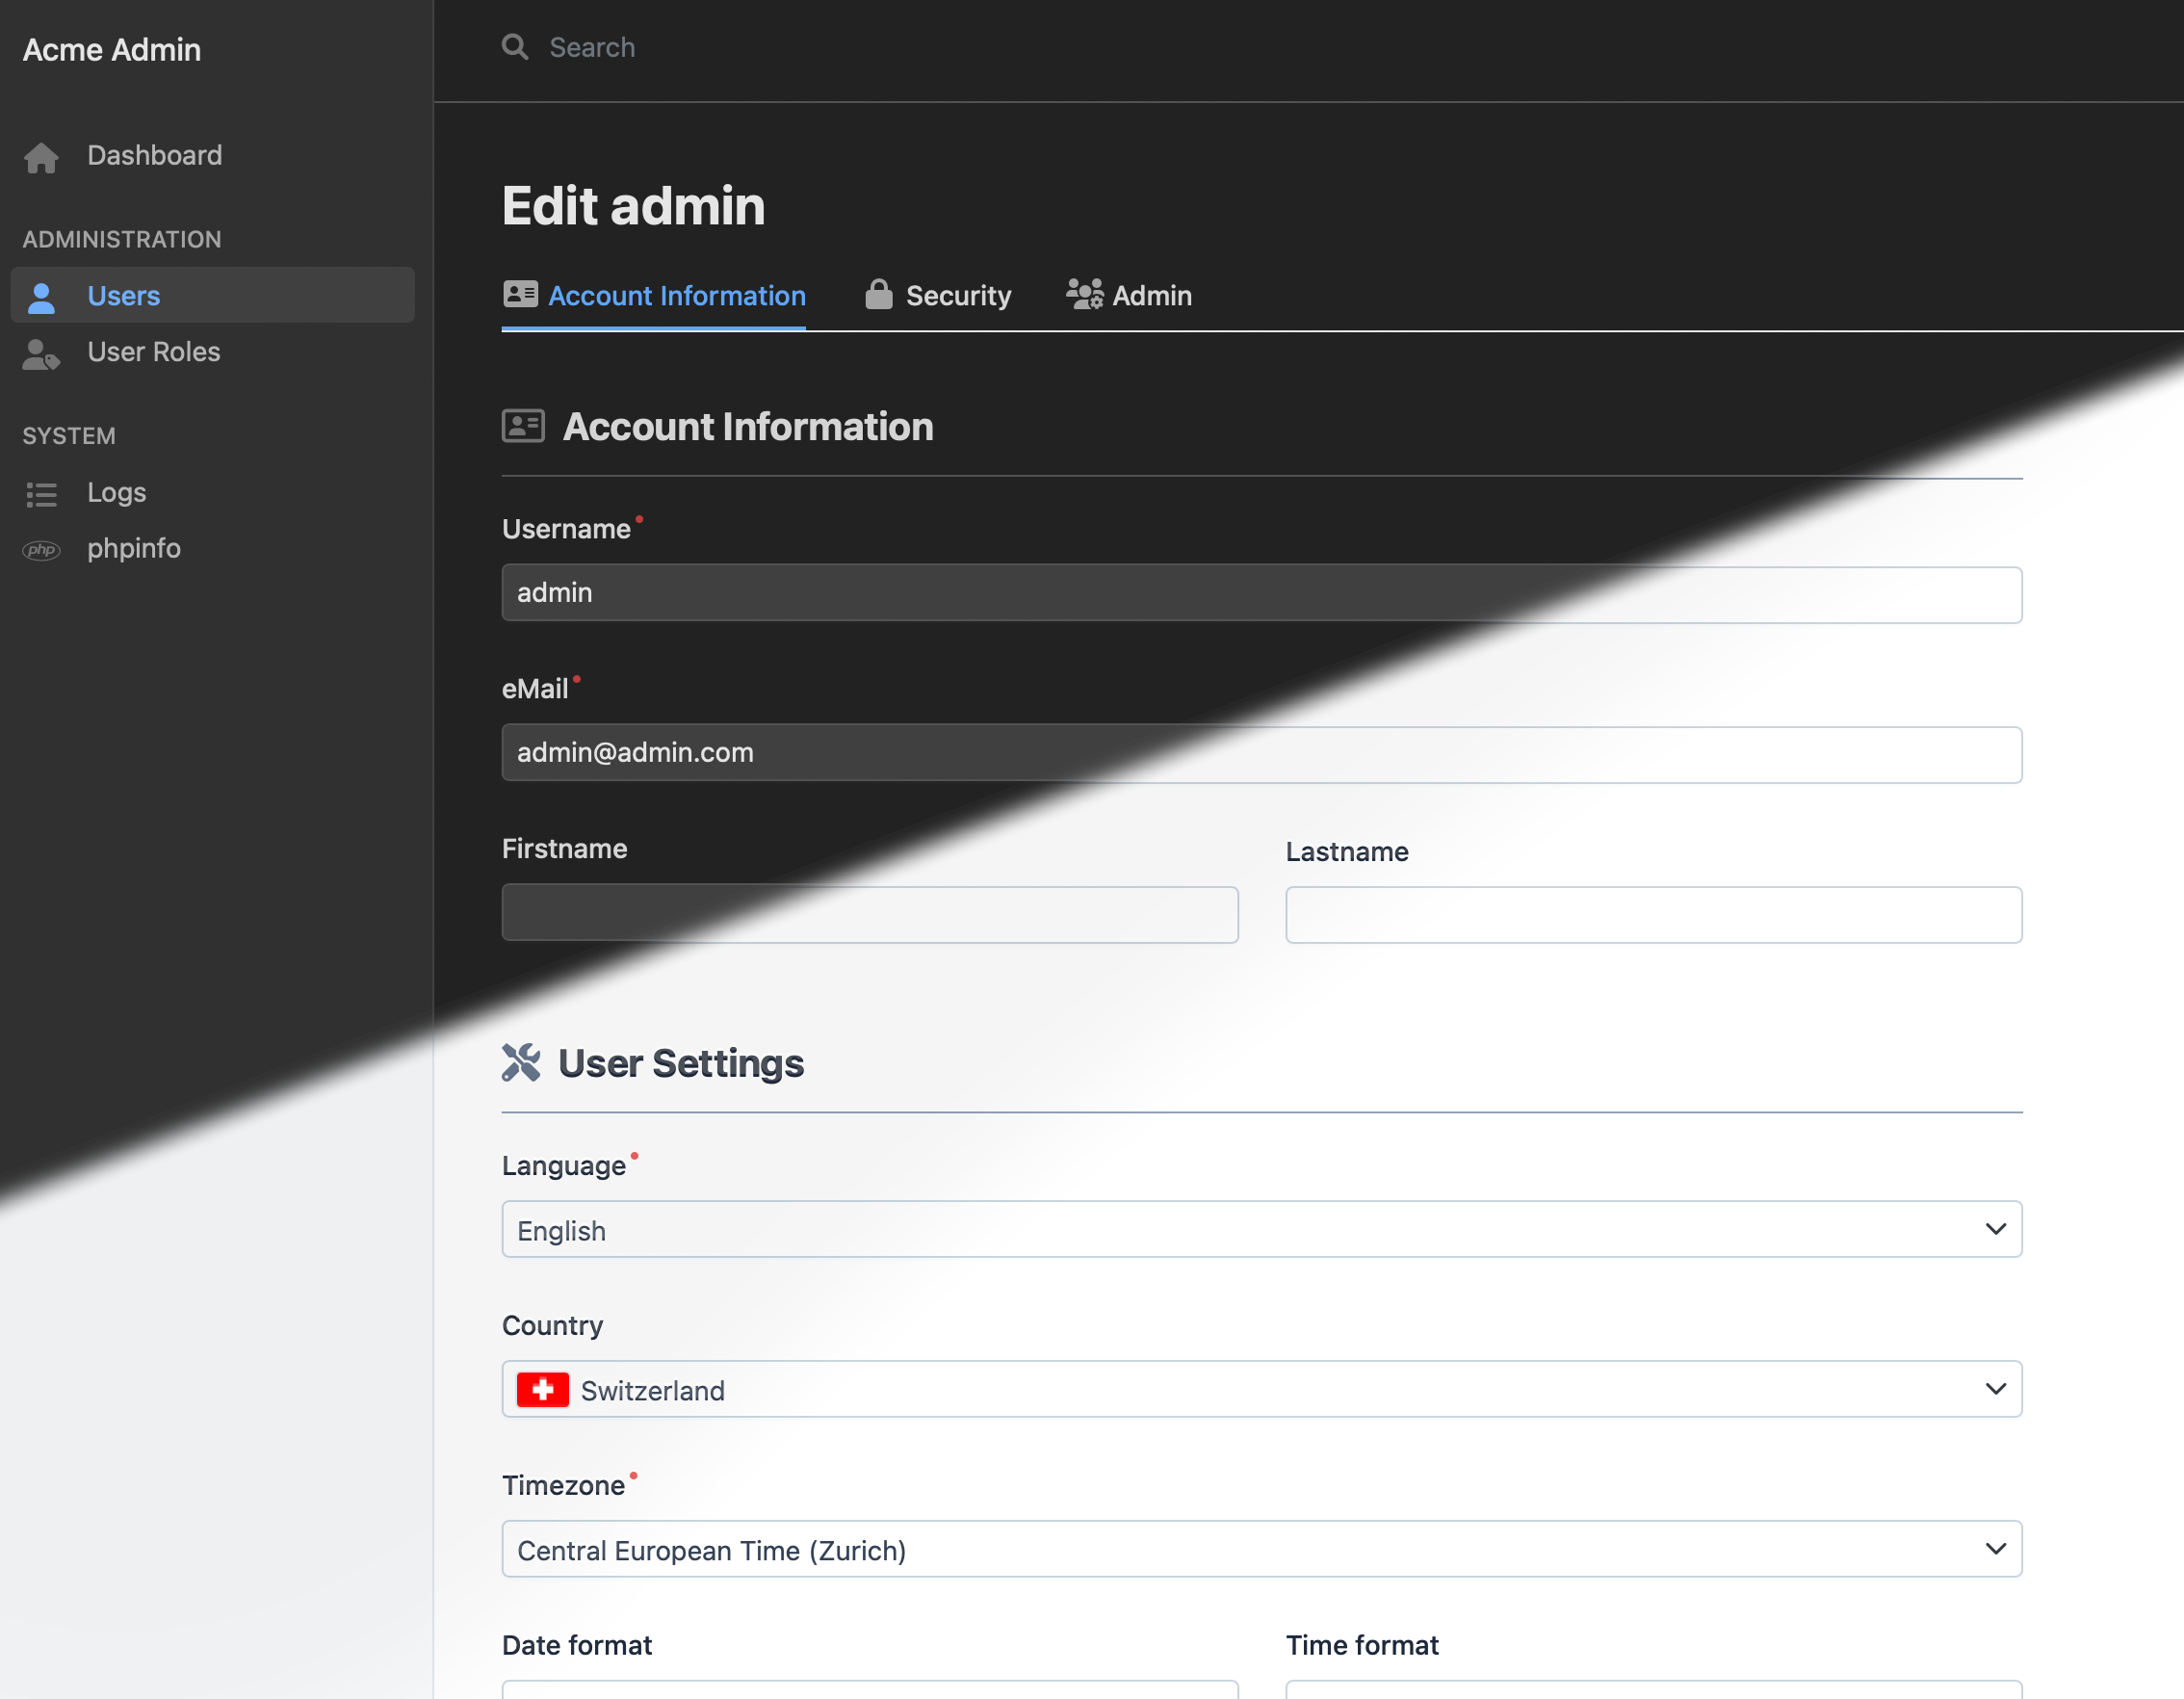 Acme Admin
Dashboard
ADMINISTRATION
Users
User Roles
SYSTEM
Logs
php phpinfo
Search
Edit admin
Account Information Security Admin
Account Information
Username
admin
eMail
admin@admin.com
Firstname Lastname
User Settings
Language
English
Country
Switzerland
Timezone
Central European Time (Zurich)
Date format Time format